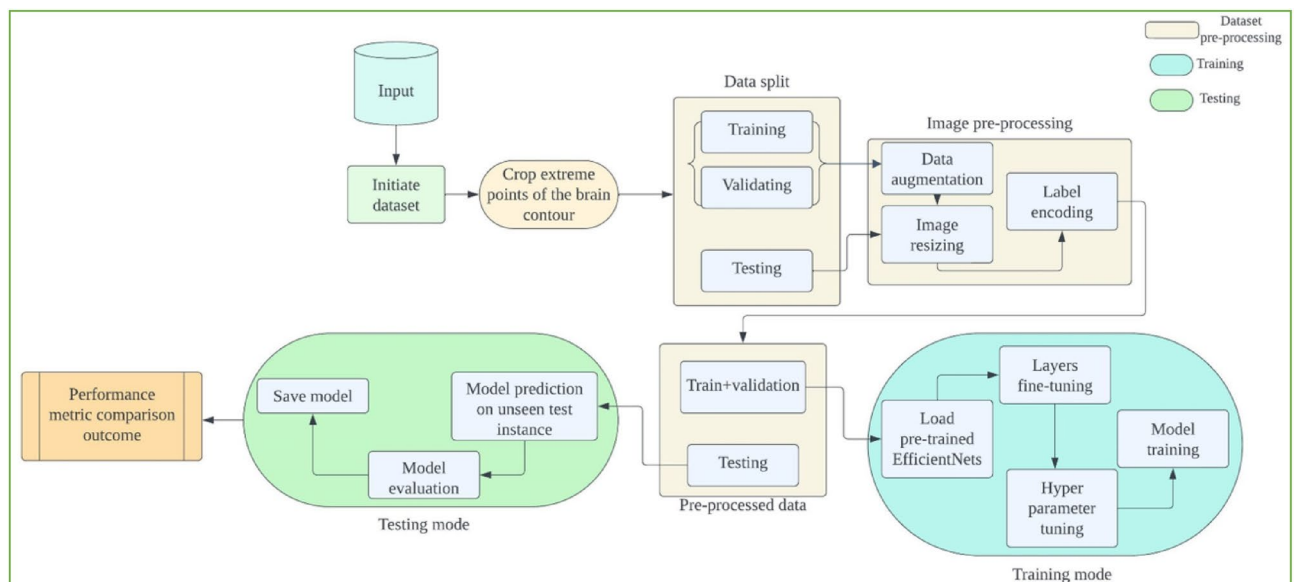 Dataset
pre-processing
Training
Testing
Input
Initiate
dataset
Crop extreme
points of the brain
contour
Data split
Training
Validating
Testing
Image pre-processing
Data
augmentation
Image
resizing
Label
encoding
Train+validation
Testing
Pre-processed data
Load
pre-trained
EfficientNets
Layers
fine-tuning
Hyper
parameter
tuning
Model
training
Training mode
Model prediction
on unseen test
instance
Model
evaluation
Save model
Testing mode
Performance
metric comparison
outcome